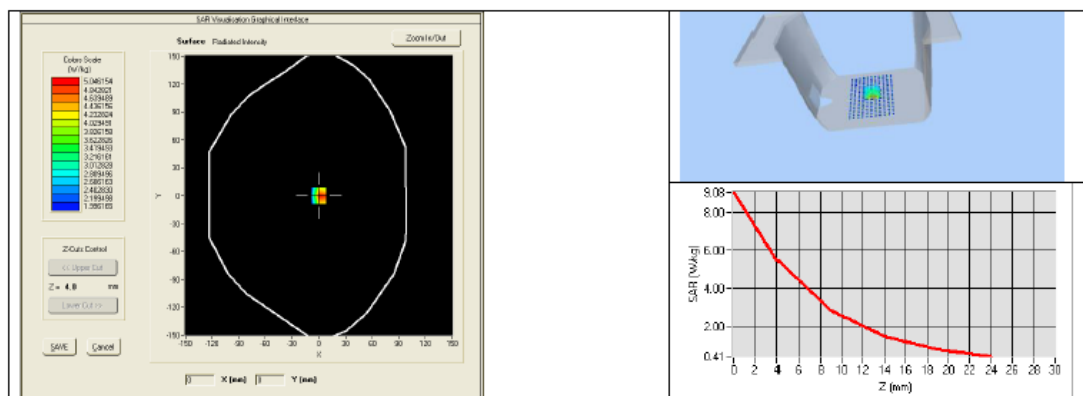 SAR Visualisation Graphical Interface
Surface Radiated Intensity
Zoom In/Out
Colors Scale
(W/kg)
5.046154
4.842821
4.639489
4.436156
4.232824
4.029491
3.826158
3.622826
3.419493
3.216161
3.012828
2.809496
2.606163
2.402830
2.199498
1.996165
150
120
90
60
30
Y
0
-30
-60
-90
-120
-150
-150 -120 -90 -60 -30 0 30 60 90 120 150
X
Z-Cuts Control
<< Upper Cut
Z = 4.0 mm
Lower Cut >>
SAVE Cancel
0 X (mm) 0 Y (mm)
9.08
8.00
6.00
4.00
2.00
0.41
SAR (W/kg)
0 2 4 6 8 10 12 14 16 18 20 22 24 26 28 30
Z (mm)